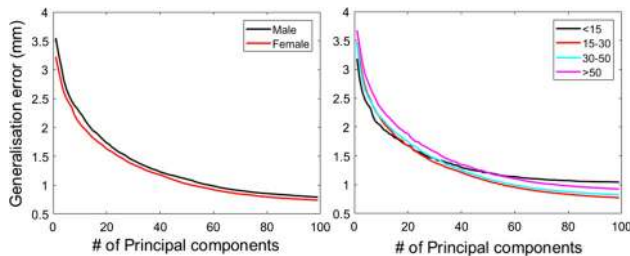 Generalisation error (mm)
4
3.5
3
2.5
2
1.5
1
0.5
0 20 40 60 80 100
# of Principal components
Male
Female
4
3.5
3
2.5
2
1.5
1
0.5
0 20 40 60 80 100
# of Principal components
<15
15-30
30-50
>50